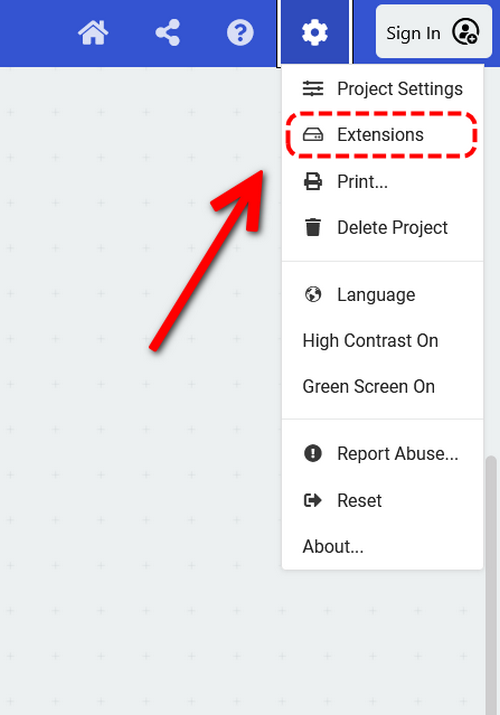 Sign In
Project Settings
Extensions
Print...
Delete Project
Language
High Contrast On
Green Screen On
Report Abuse...
Reset
About...